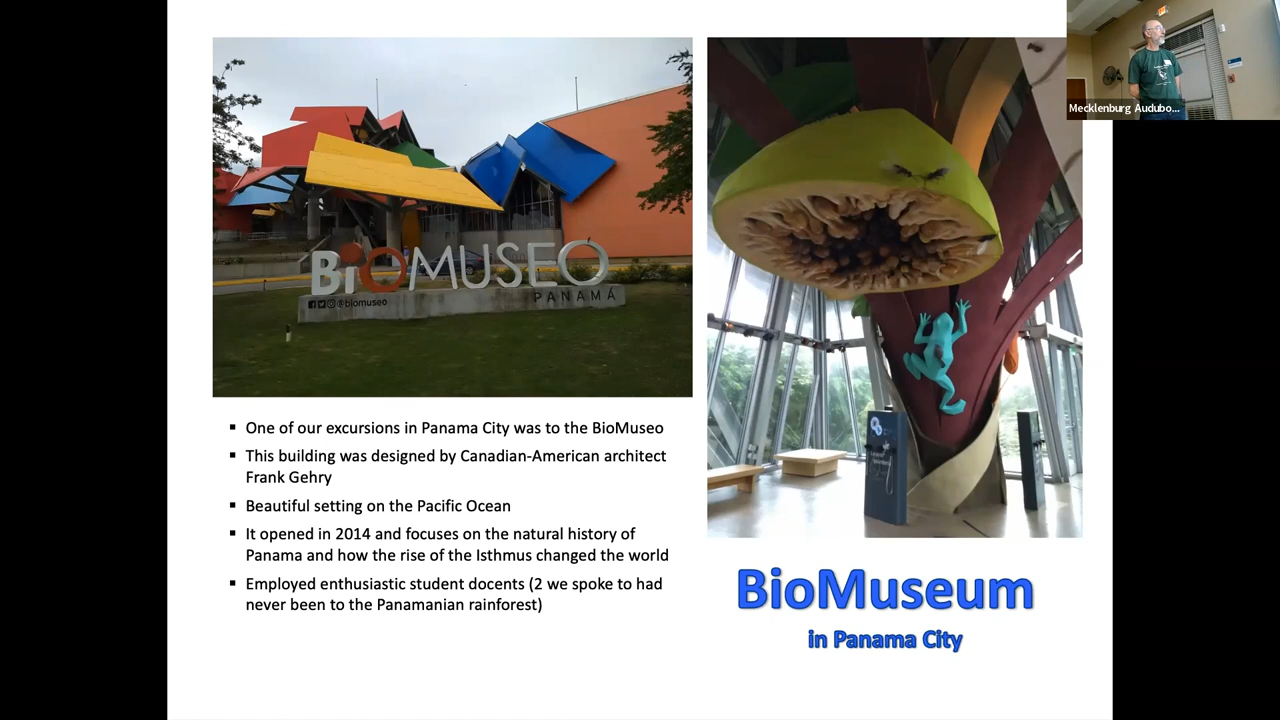 BiOMUSEO
@biomuseo
PANAMÁ
Mecklenburg Audubo...
▪ One of our excursions in Panama City was to the BioMuseo
▪ This building was designed by Canadian-American architect
Frank Gehry
▪ Beautiful setting on the Pacific Ocean
▪ It opened in 2014 and focuses on the natural history of
Panama and how the rise of the Isthmus changed the world
▪ Employed enthusiastic student docents (2 we spoke to had
never been to the Panamanian rainforest)
BioMuseum
in Panama City